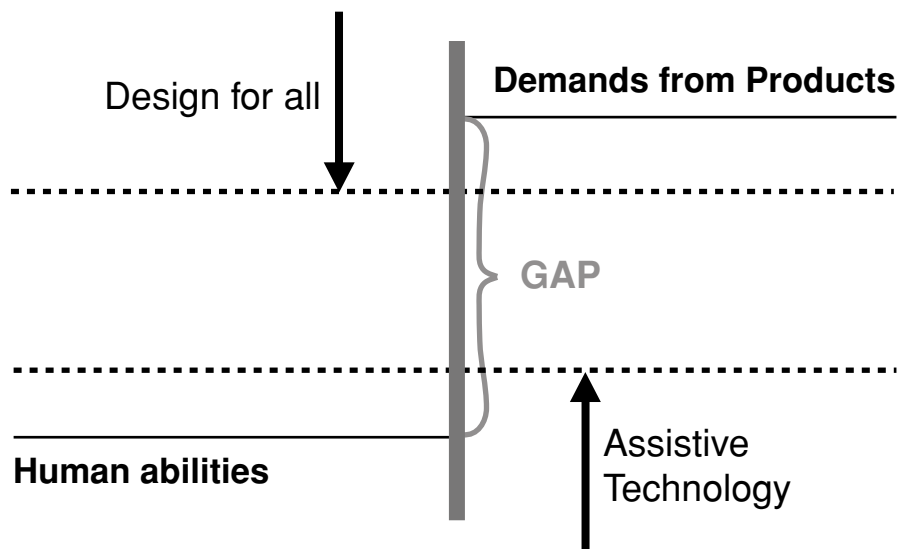 Design for all
Demands from Products
GAP
Human abilities
Assistive
Technology